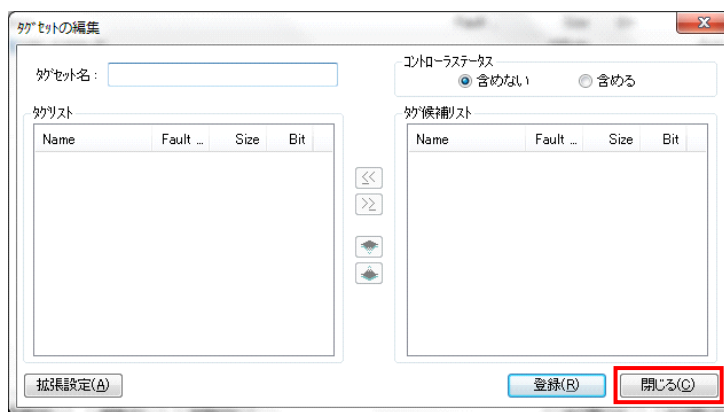 ﾀｸﾞｾｯﾄの編集
ﾀｸﾞｾｯﾄ名：
ｺﾝﾄﾛｰﾗｽﾃｰﾀｽ
含めない 含める
ﾀｸﾞﾘｽﾄ
Name Fault ... Size Bit
ﾀｸﾞ候補ﾘｽﾄ
Name Fault ... Size Bit
<<
>>
拡張設定(A)
登録(R)
閉じる(C)